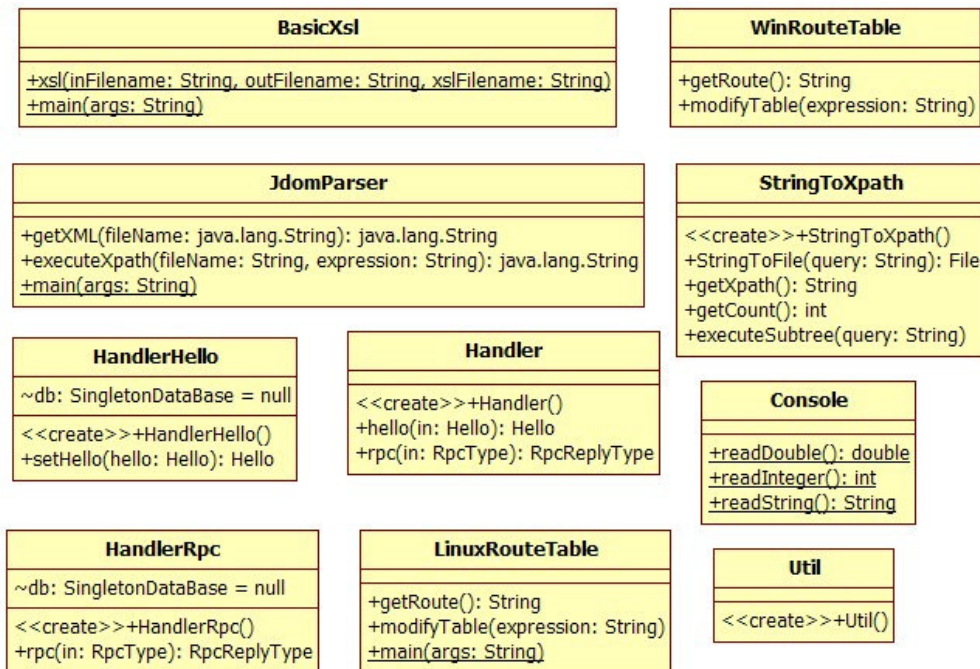 BasicXsl
+xsl(inFilename: String, outFilename: String, xslFilename: String)
+main(args: String)
WinRouteTable
+getRoute(): String
+modifyTable(expression: String)
JdomParser
+getXML(fileName: java.lang.String): java.lang.String
+executeXpath(fileName: String, expression: String): java.lang.String
+main(args: String)
StringToXpath
<<create>>+StringToXpath()
+StringToFile(query: String): File
+getXpath(): String
+getCount(): int
+executeSubtree(query: String)
HandlerHello
~db: SingletonDataBase = null
<<create>>+HandlerHello()
+setHello(hello: Hello): Hello
Handler
<<create>>+Handler()
+hello(in: Hello): Hello
+rpc(in: RpcType): RpcReplyType
Console
+readDouble(): double
+readInteger(): int
+readString(): String
HandlerRpc
~db: SingletonDataBase = null
<<create>>+HandlerRpc()
+rpc(in: RpcType): RpcReplyType
LinuxRouteTable
+getRoute(): String
+modifyTable(expression: String)
+main(args: String)
Util
<<create>>+Util()